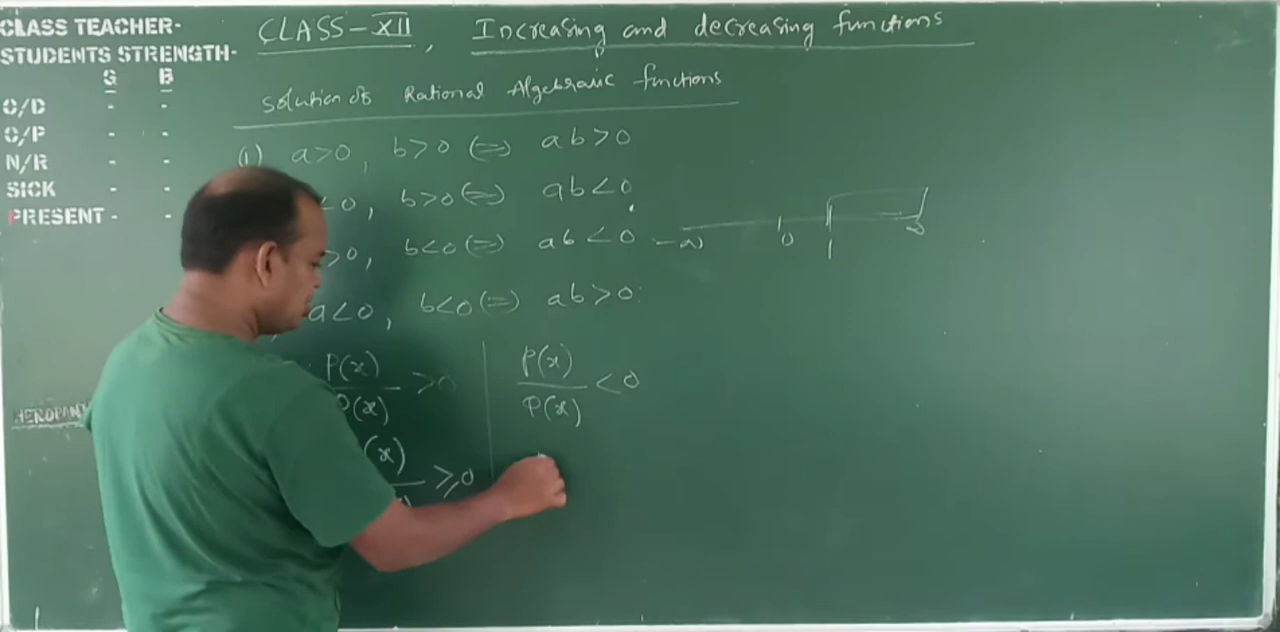 CLASS TEACHER-
STUDENTS STRENGTH-
G B
O/D - -
O/P - -
N/R - -
SICK - -
PRESENT - -
CLASS-XII, Increasing and decreasing functions
Solution of Rational Algebraic functions
(1) a>0, b>0 (=) ab>0
<0, b>0 (=) ab<0
>0, b<0 (=) ab<0
a<0, b<0 (=) ab>0
-∞ 0 1 ∞
P(x)/Q(x) >0 P(x)/P(x) <0
(x) ⩾0